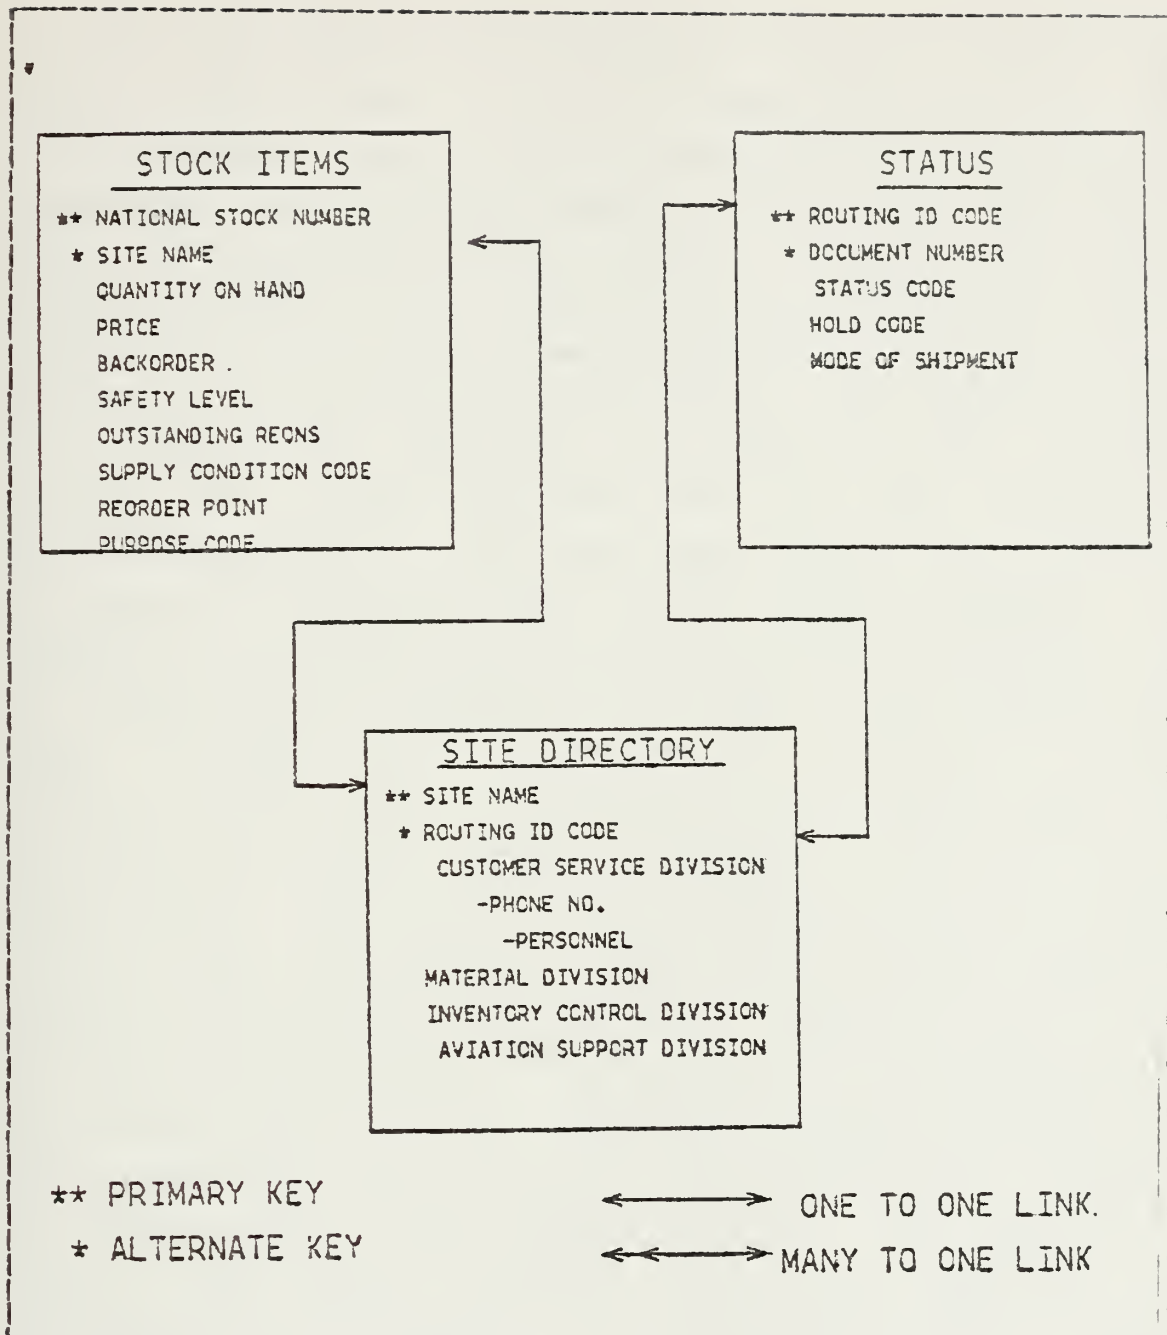 STOCK ITEMS
** NATIONAL STOCK NUMBER
* SITE NAME
QUANTITY ON HAND
PRICE
BACKORDER .
SAFETY LEVEL
OUTSTANDING REQNS
SUPPLY CONDITION CODE
REORDER POINT
PURPOSE CODE
STATUS
** ROUTING ID CODE
* DOCUMENT NUMBER
STATUS CODE
HOLD CODE
MODE OF SHIPMENT
SITE DIRECTORY
** SITE NAME
* ROUTING ID CODE
CUSTOMER SERVICE DIVISION
-PHONE NO.
-PERSONNEL
MATERIAL DIVISION
INVENTORY CONTROL DIVISION
AVIATION SUPPORT DIVISION
** PRIMARY KEY
* ALTERNATE KEY
ONE TO ONE LINK.
MANY TO ONE LINK